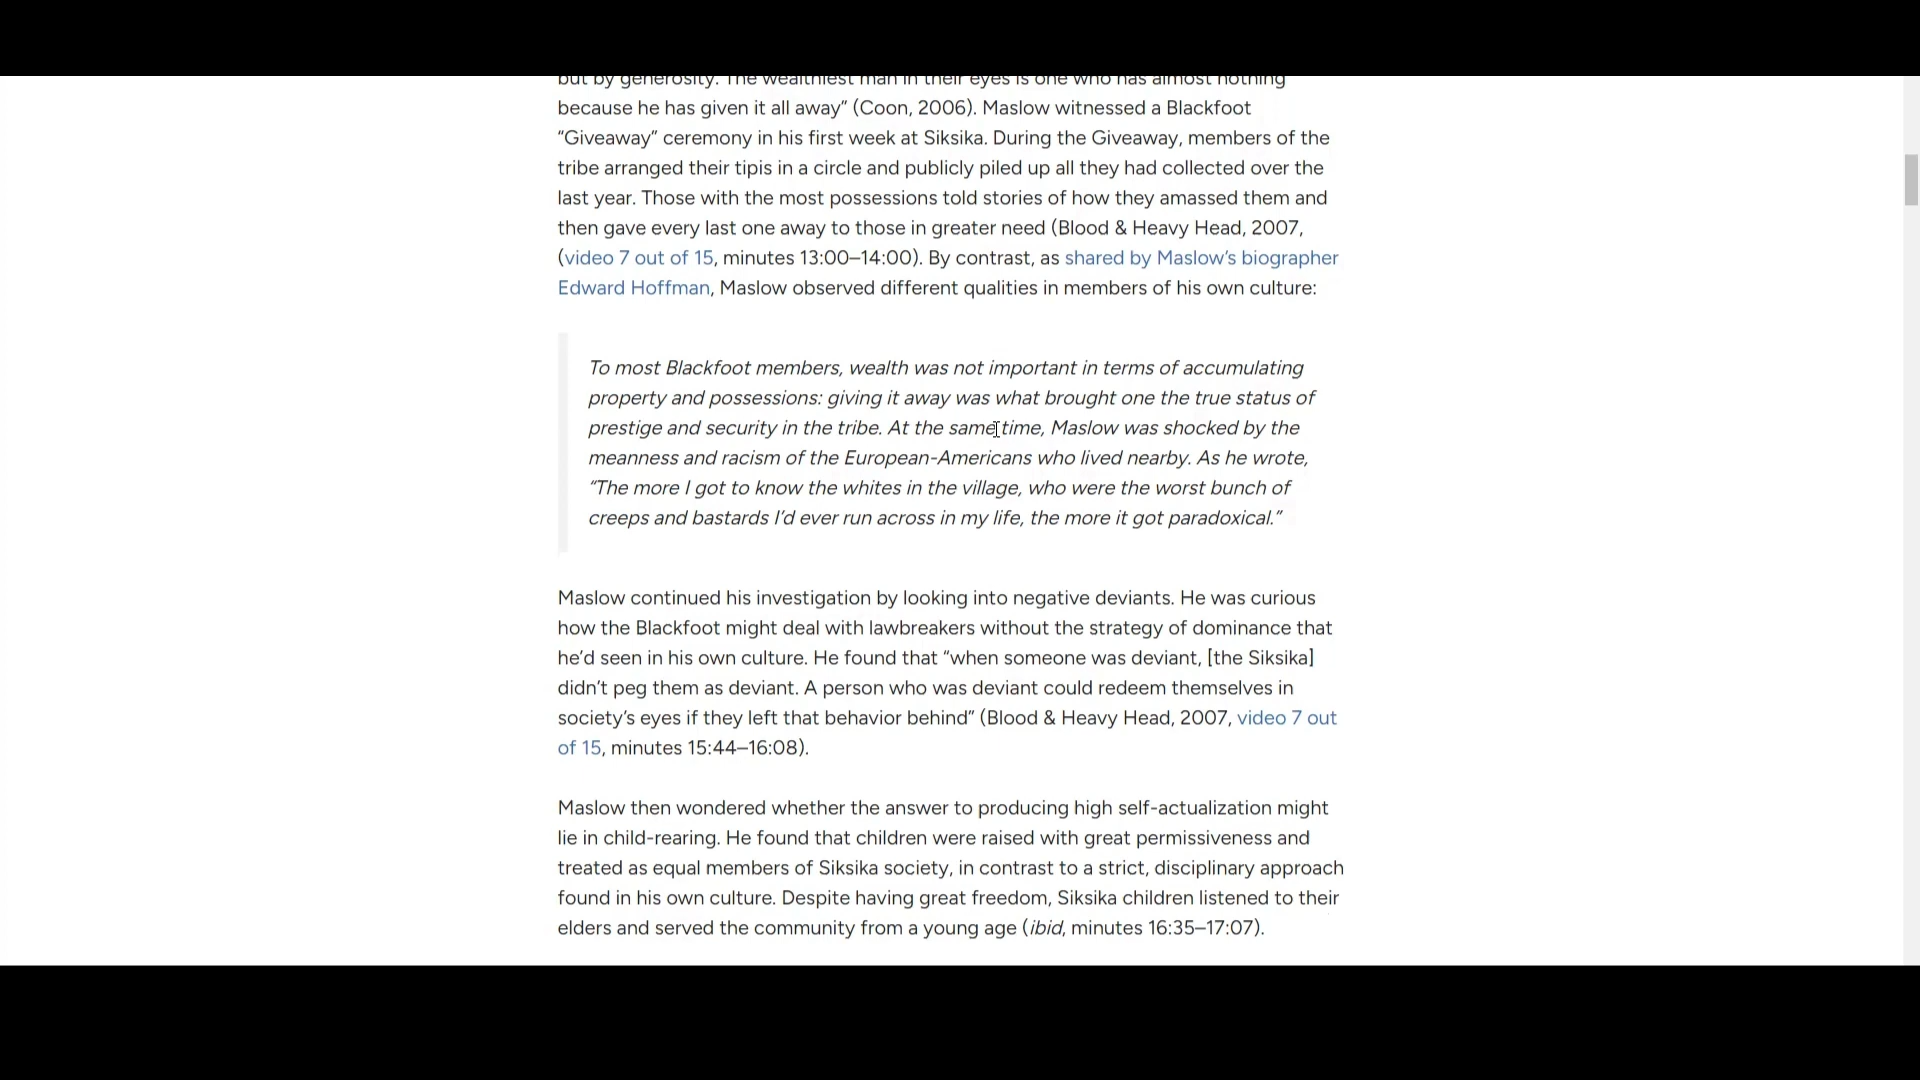 but by generosity. The wealthiest man in their eyes is one who has almost nothing
because he has given it all away” (Coon, 2006). Maslow witnessed a Blackfoot
“Giveaway” ceremony in his first week at Siksika. During the Giveaway, members of the
tribe arranged their tipis in a circle and publicly piled up all they had collected over the
last year. Those with the most possessions told stories of how they amassed them and
then gave every last one away to those in greater need (Blood & Heavy Head, 2007,
(video 7 out of 15, minutes 13:00–14:00). By contrast, as shared by Maslow’s biographer
Edward Hoffman, Maslow observed different qualities in members of his own culture:
To most Blackfoot members, wealth was not important in terms of accumulating
property and possessions: giving it away was what brought one the true status of
prestige and security in the tribe. At the same time, Maslow was shocked by the
meanness and racism of the European-Americans who lived nearby. As he wrote,
“The more I got to know the whites in the village, who were the worst bunch of
creeps and bastards I’d ever run across in my life, the more it got paradoxical.”
Maslow continued his investigation by looking into negative deviants. He was curious
how the Blackfoot might deal with lawbreakers without the strategy of dominance that
he’d seen in his own culture. He found that “when someone was deviant, [the Siksika]
didn’t peg them as deviant. A person who was deviant could redeem themselves in
society’s eyes if they left that behavior behind” (Blood & Heavy Head, 2007, video 7 out
of 15, minutes 15:44–16:08).
Maslow then wondered whether the answer to producing high self-actualization might
lie in child-rearing. He found that children were raised with great permissiveness and
treated as equal members of Siksika society, in contrast to a strict, disciplinary approach
found in his own culture. Despite having great freedom, Siksika children listened to their
elders and served the community from a young age (ibid, minutes 16:35–17:07).